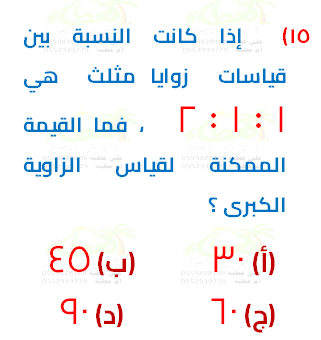 ١٥) إذا كانت النسبة بين
قياسات زوايا مثلث هي
١ : ١ : ٢ ، فما القيمة
الممكنة لقياس الزاوية
الكبرى ؟
(أ) ٣٠ (ب) ٤٥
(ج) ٦٠ (د) ٩٠